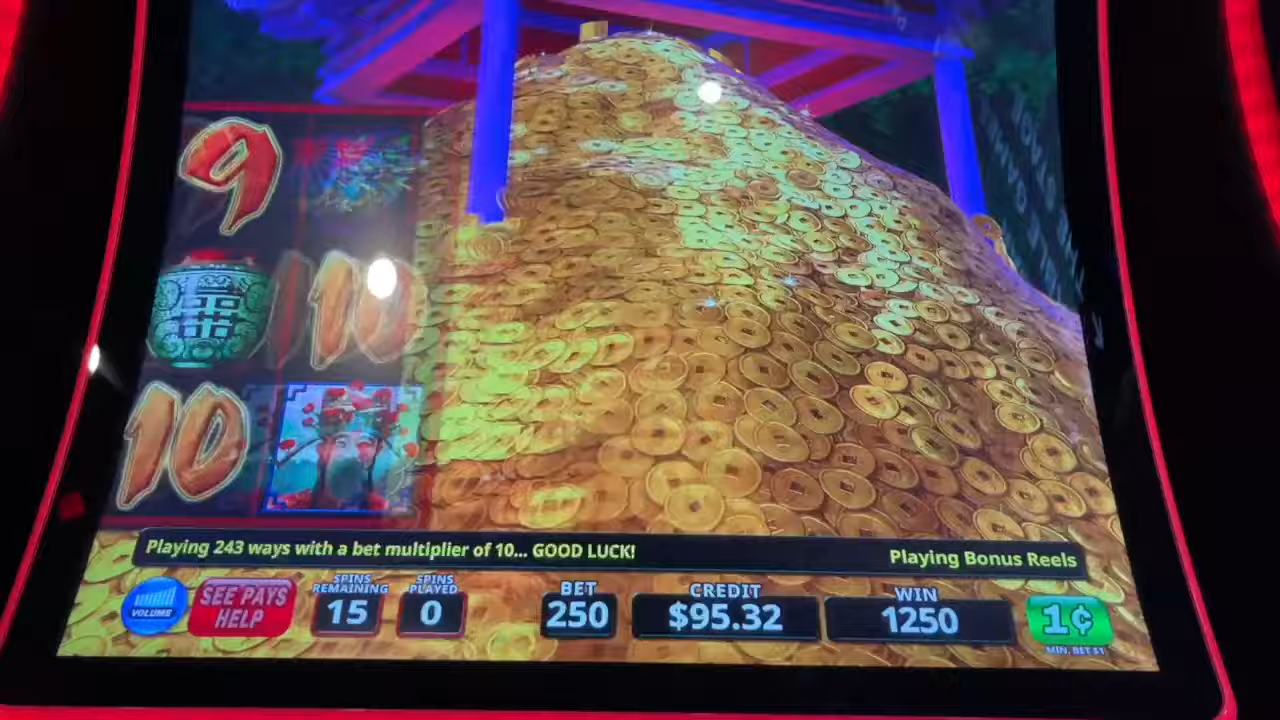 9
10
10
Playing 243 ways with a bet multiplier of 10... GOOD LUCK!
Playing Bonus Reels
VOLUME
SEE PAYS
HELP
SPINS
REMAINING
15
SPINS
PLAYED
0
BET
250
CREDIT
$95.32
WIN
1250
1¢
MIN. BET $1